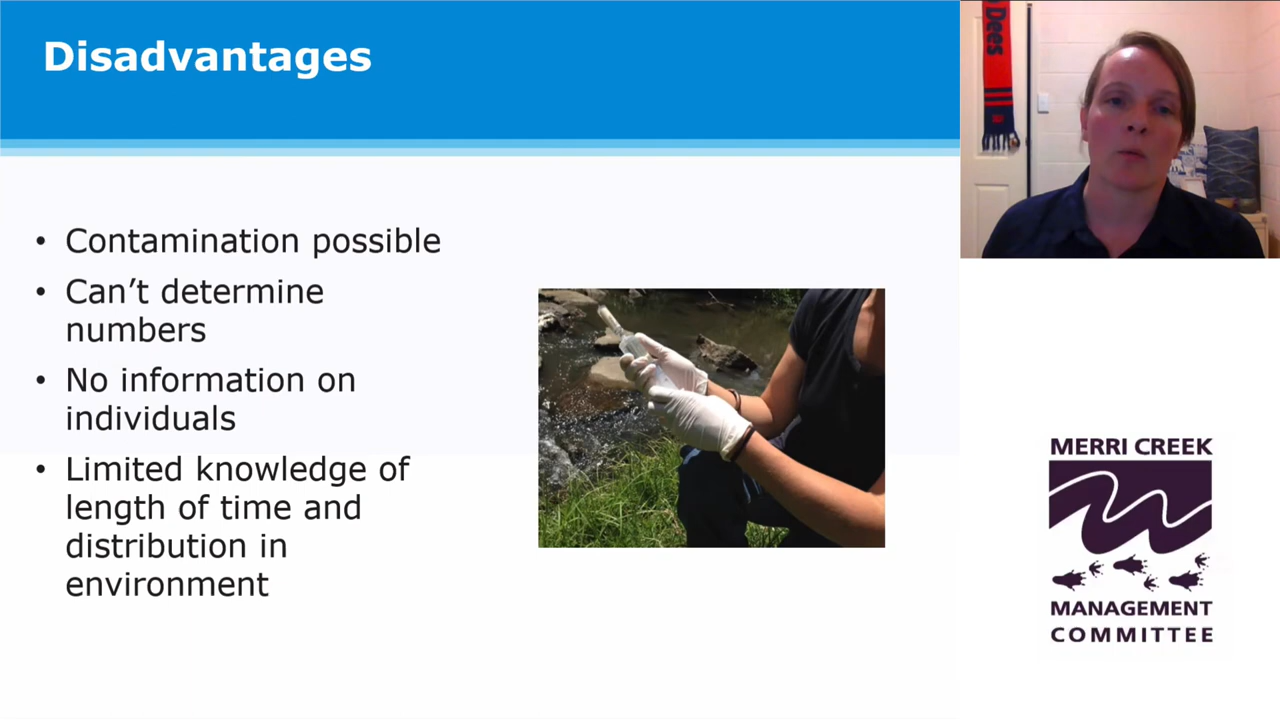 Disadvantages
Dees
• Contamination possible
• Can’t determine
numbers
• No information on
individuals
• Limited knowledge of
length of time and
distribution in
environment
MERRI CREEK
MANAGEMENT
COMMITTEE